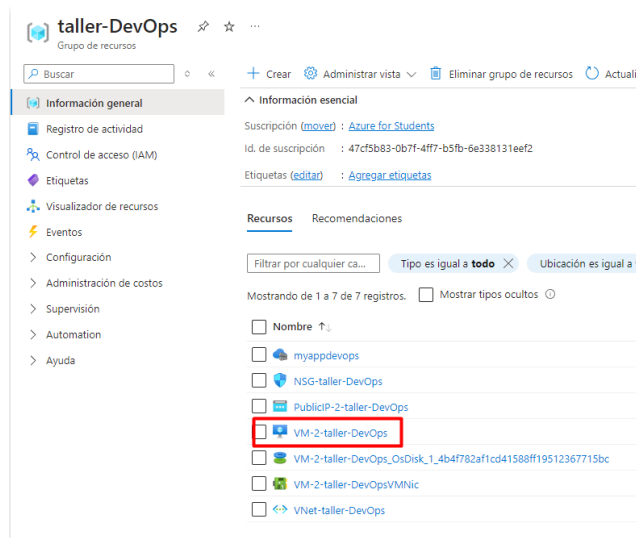 taller-DevOps
Grupo de recursos
Buscar
Crear Administrar vista Eliminar grupo de recursos
Información general
Información esencial
Registro de actividad
Suscripción (mover) : Azure for Students
Control de acceso (IAM)
Id. de suscripción : 47cf5b83-0b7f-4ff7-b5fb-6e338131eef2
Etiquetas
Etiquetas (editar) : Agregar etiquetas
Visualizador de recursos
Eventos
Recursos Recomendaciones
Configuración
Filtrar por cualquier ca... Tipo es igual a todo Ubicación es igual a
Administración de costos
Mostrando de 1 a 7 de 7 registros. Mostrar tipos ocultos
Supervisión
Nombre
Automation
myappdevops
Ayuda
NSG-taller-DevOps
PublicIP-2-taller-DevOps
VM-2-taller-DevOps
VM-2-taller-DevOps_OsDisk_1_4b4f782af1cd41588ff19512367715bc
VM-2-taller-DevOpsVMNic
VNet-taller-DevOps